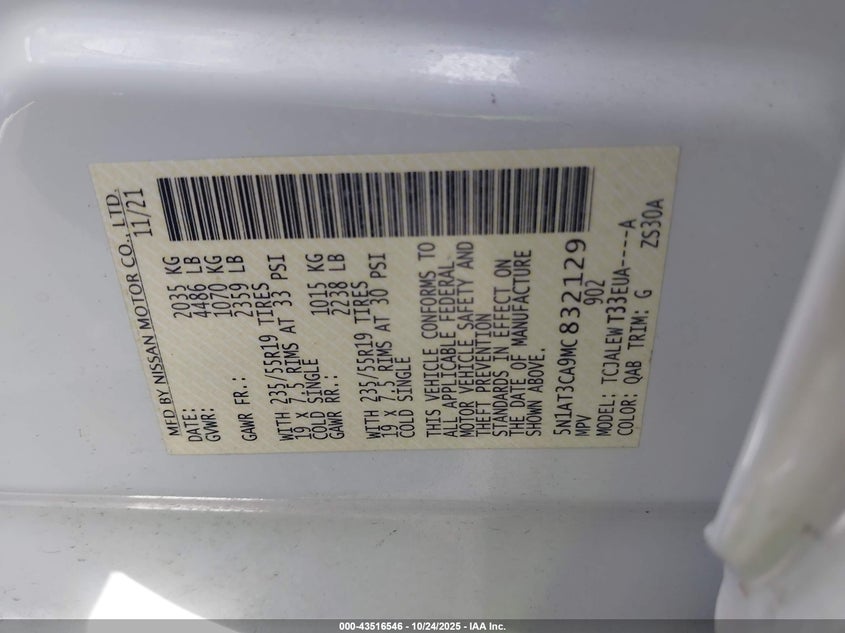 MFD BY NISSAN MOTOR CO., LTD.
DATE: 11/21
GVWR: 2035 KG
4486 LB
GAWR FR.: 1070 KG
2359 LB
WITH 235/55R19 TIRES
19 X 7.5 RIMS AT 33 PSI
COLD SINGLE
GAWR RR.: 1015 KG
2238 LB
WITH 235/55R19 TIRES
19 X 7.5 RIMS AT 30 PSI
COLD SINGLE
THIS VEHICLE CONFORMS TO
ALL APPLICABLE FEDERAL
MOTOR VEHICLE SAFETY AND
THEFT PREVENTION
STANDARDS IN EFFECT ON
THE DATE OF MANUFACTURE
SHOWN ABOVE.
5N1AT3CA9MC832129
MPV 902
MODEL: TCJALEWT33EUA-----A
COLOR: QAB TRIM: G ZS30A
000-43516546 - 10/24/2025 - IAA Inc.